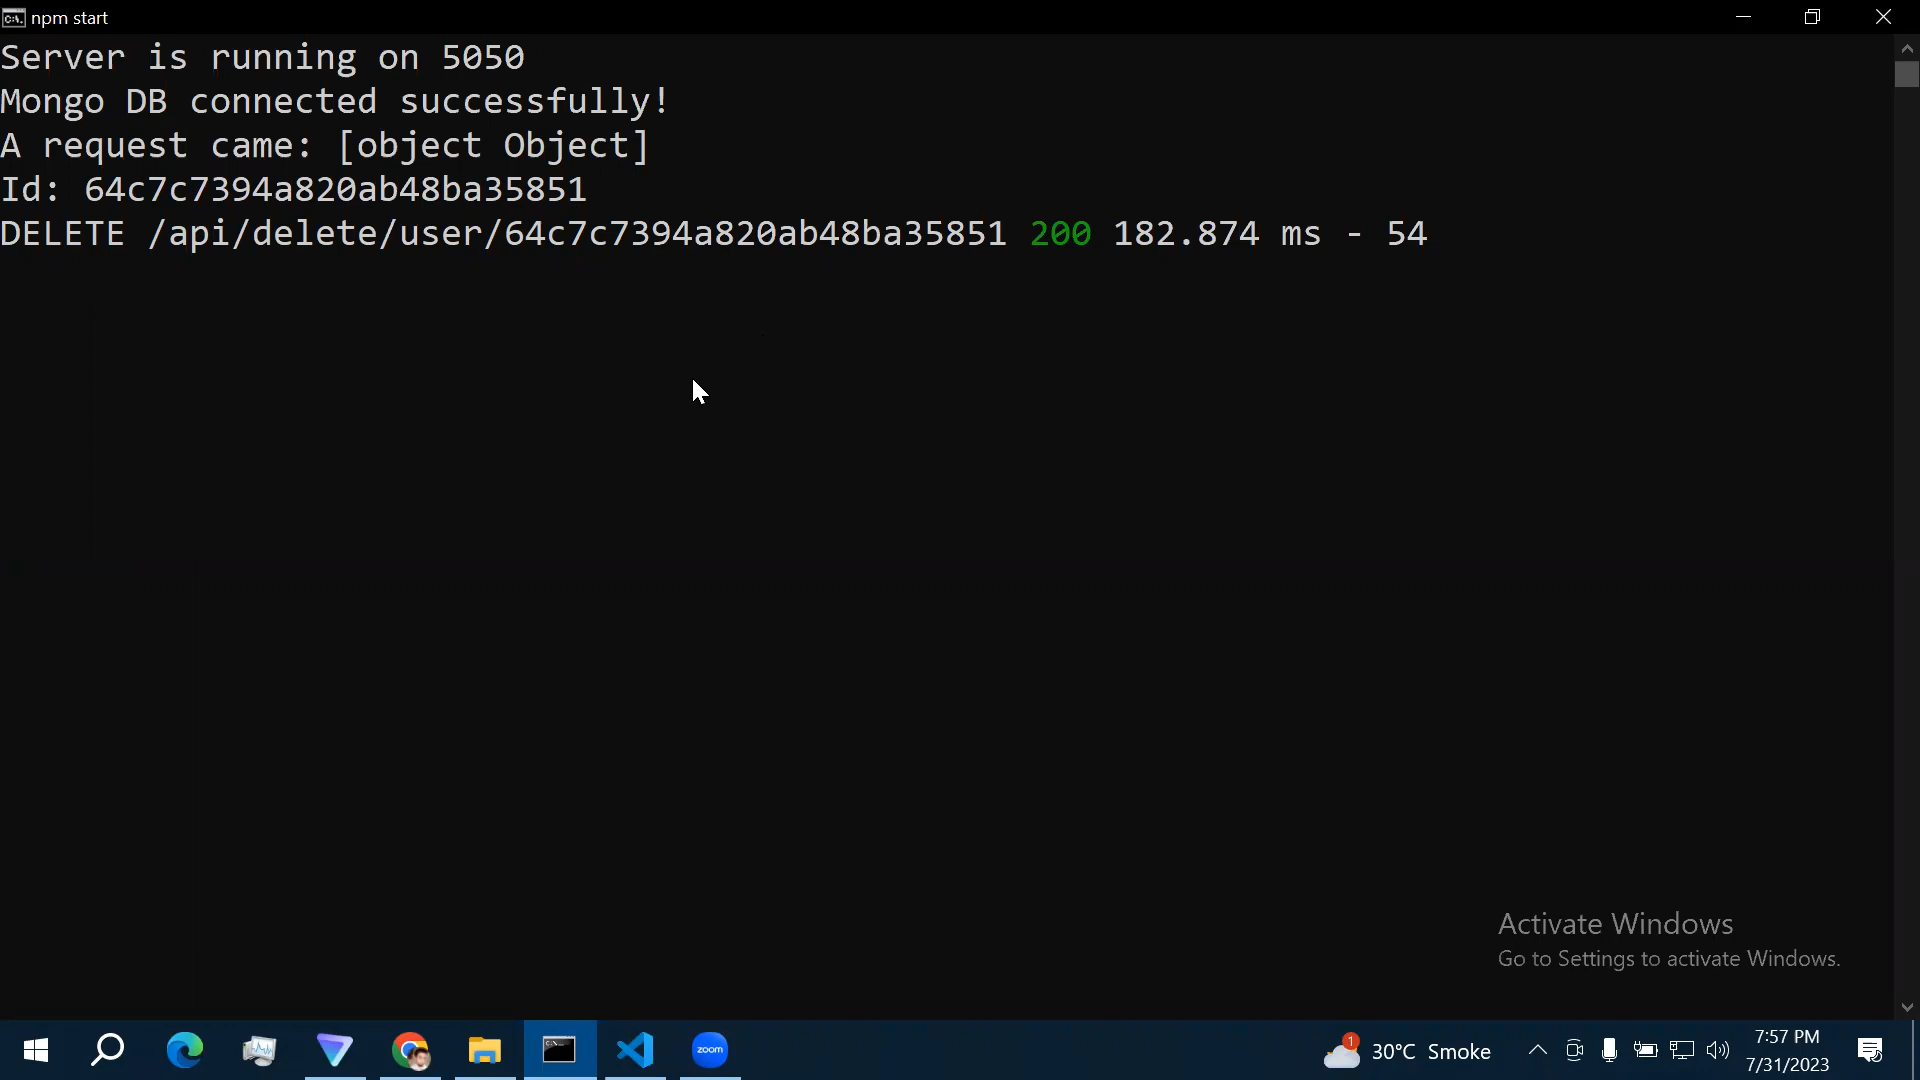 npm start
Server is running on 5050
Mongo DB connected successfully!
A request came: [object Object]
Id: 64c7c7394a820ab48ba35851
DELETE /api/delete/user/64c7c7394a820ab48ba35851 200 182.874 ms - 54
Activate Windows
Go to Settings to activate Windows.
zoom
1
30°C Smoke
7:57 PM
7/31/2023